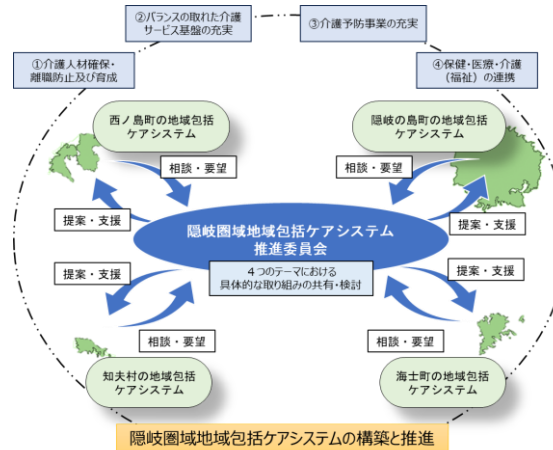 ②バランスの取れた介護
サービス基盤の充実
③介護予防事業の充実
①介護人材確保・
離職防止及び育成
④保健・医療・介護
(福祉)の連携
西ノ島町の地域包括
ケアシステム
隠岐の島町の地域包括
ケアシステム
相談・要望
相談・要望
提案・支援
提案・支援
隠岐圏域地域包括ケアシステム
推進委員会
4つのテーマにおける
具体的な取り組みの共有・検討
提案・支援
提案・支援
相談・要望
相談・要望
知夫村の地域包括
ケアシステム
海士町の地域包括
ケアシステム
隠岐圏域地域包括ケアシステムの構築と推進